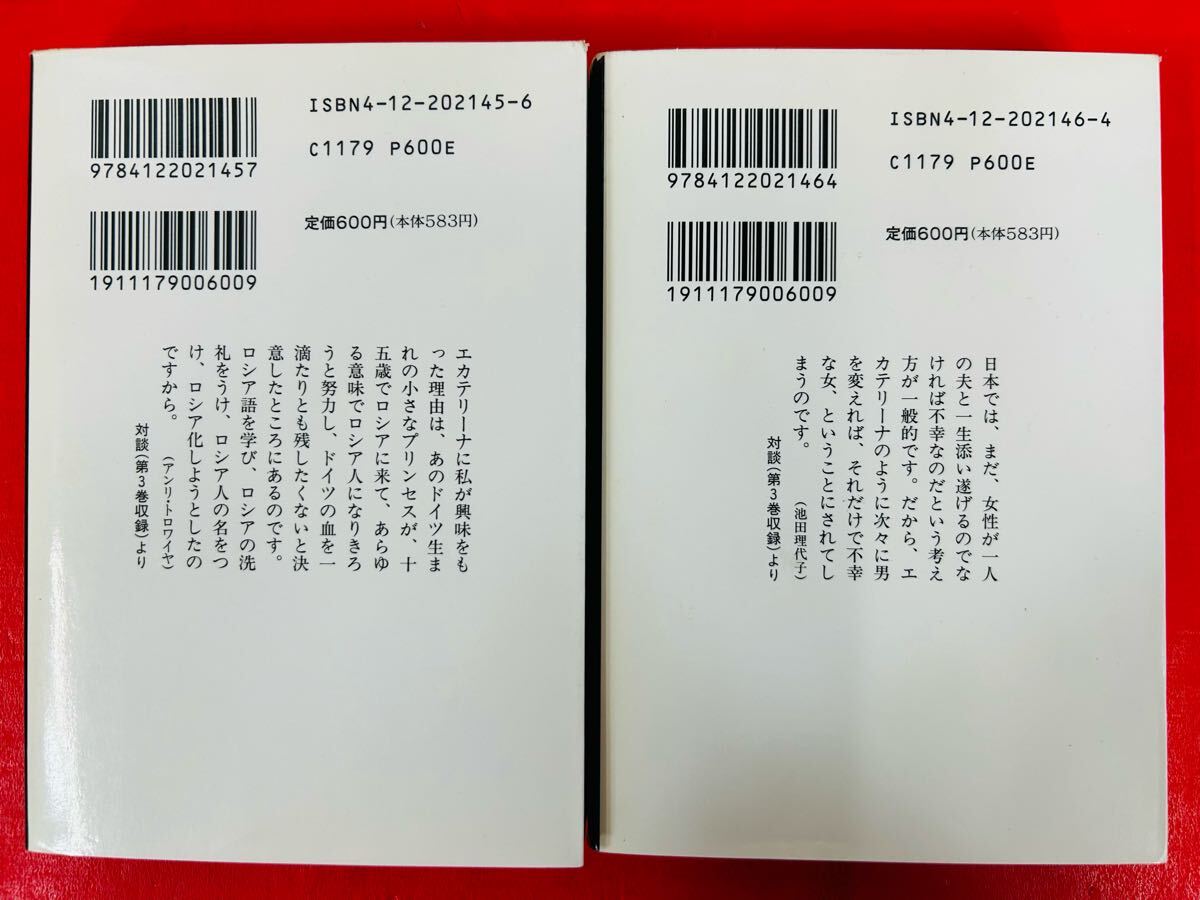 ISBN4-12-202145-6
C1179 P600E
9784122021457
定価600円(本体583円)
1911179006009
エカテリーナに私が興味をも
った理由は、あのドイツ生ま
れの小さなプリンセスが、十
五歳でロシアに来て、あらゆ
る意味でロシア人になりきろ
うと努力し、ドイツの血を一
滴たりとも残したくないと決
意したところにあるのです。
ロシア語を学び、ロシアの洗
礼をうけ、ロシア人の名をつ
け、ロシア化しようとしたの
ですから。
(アンリ・トロワイヤ)
対談(第3巻収録)より
ISBN4-12-202146-4
C1179 P600E
9784122021464
定価600円(本体583円)
1911179006009
日本では、まだ、女性が一人
の夫と一生添い遂げるのでな
ければ不幸なのだという考え
方が一般的です。だから、エ
カテリーナのように次々に男
を変えれば、それだけで不幸
な女、ということにされてし
まうのです。
(池田理代子)
対談(第3巻収録)より